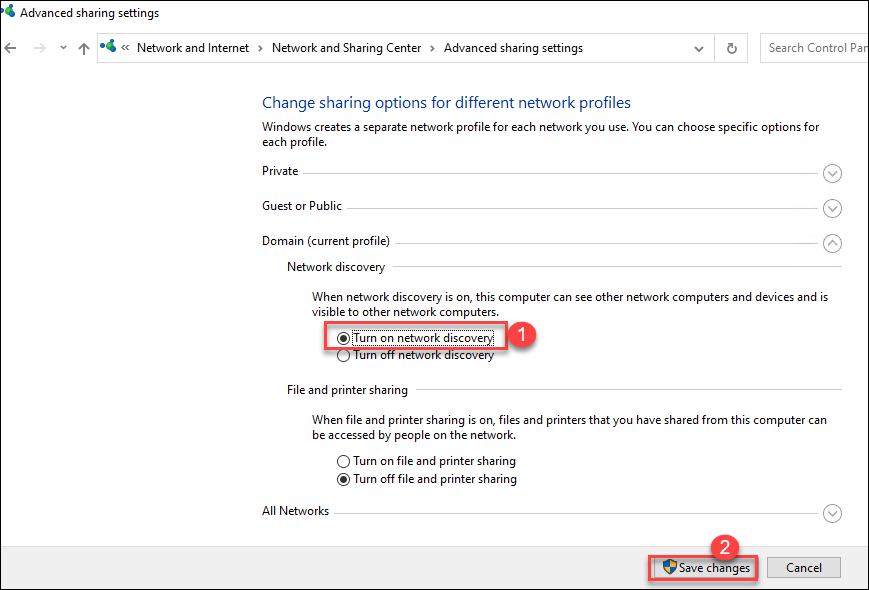 Advanced sharing settings
« Network and Internet > Network and Sharing Center > Advanced sharing settings
Search Control Pan
Change sharing options for different network profiles
Windows creates a separate network profile for each network you use. You can choose specific options for
each profile.
Private
Guest or Public
Domain (current profile)
Network discovery
When network discovery is on, this computer can see other network computers and devices and is
visible to other network computers.
Turn on network discovery
1
Turn off network discovery
File and printer sharing
When file and printer sharing is on, files and printers that you have shared from this computer can
be accessed by people on the network.
Turn on file and printer sharing
Turn off file and printer sharing
All Networks
2
Save changes
Cancel